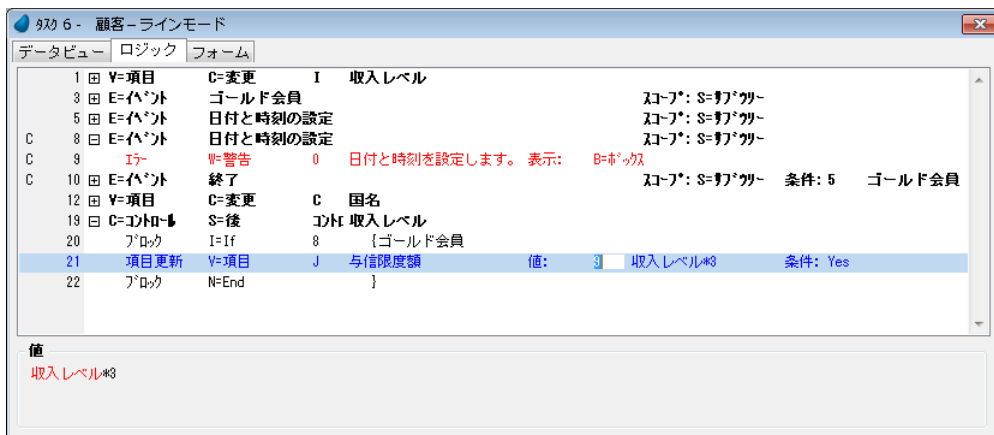 ﾀｽｸ 6 - 顧客－ラインモード
データビュー ロジック フォーム
1 V=項目 C=変更 I 収入レベル
3 E=ｲﾍﾞﾝﾄ ゴールド会員 ｽｺｰﾌﾟ: S=ｻﾌﾞﾂﾘｰ
5 E=ｲﾍﾞﾝﾄ 日付と時刻の設定 ｽｺｰﾌﾟ: S=ｻﾌﾞﾂﾘｰ
C 8 E=ｲﾍﾞﾝﾄ 日付と時刻の設定 ｽｺｰﾌﾟ: S=ｻﾌﾞﾂﾘｰ
C 9 ｴﾗｰ W=警告 0 日付と時刻を設定します。 表示: B=ﾎﾞｯｸｽ
C 10 E=ｲﾍﾞﾝﾄ 終了 ｽｺｰﾌﾟ: S=ｻﾌﾞﾂﾘｰ 条件: 5 ゴールド会員
12 V=項目 C=変更 C 国名
19 C=ｺﾝﾄﾛｰﾙ S=後 ｺﾝﾄﾛ 収入レベル
20 ﾌﾞﾛｯｸ I=If 8 {ゴールド会員
21 項目更新 V=項目 J 与信限度額 値: 9 収入レベル*3 条件: Yes
22 ﾌﾞﾛｯｸ N=End }
値
収入レベル*3